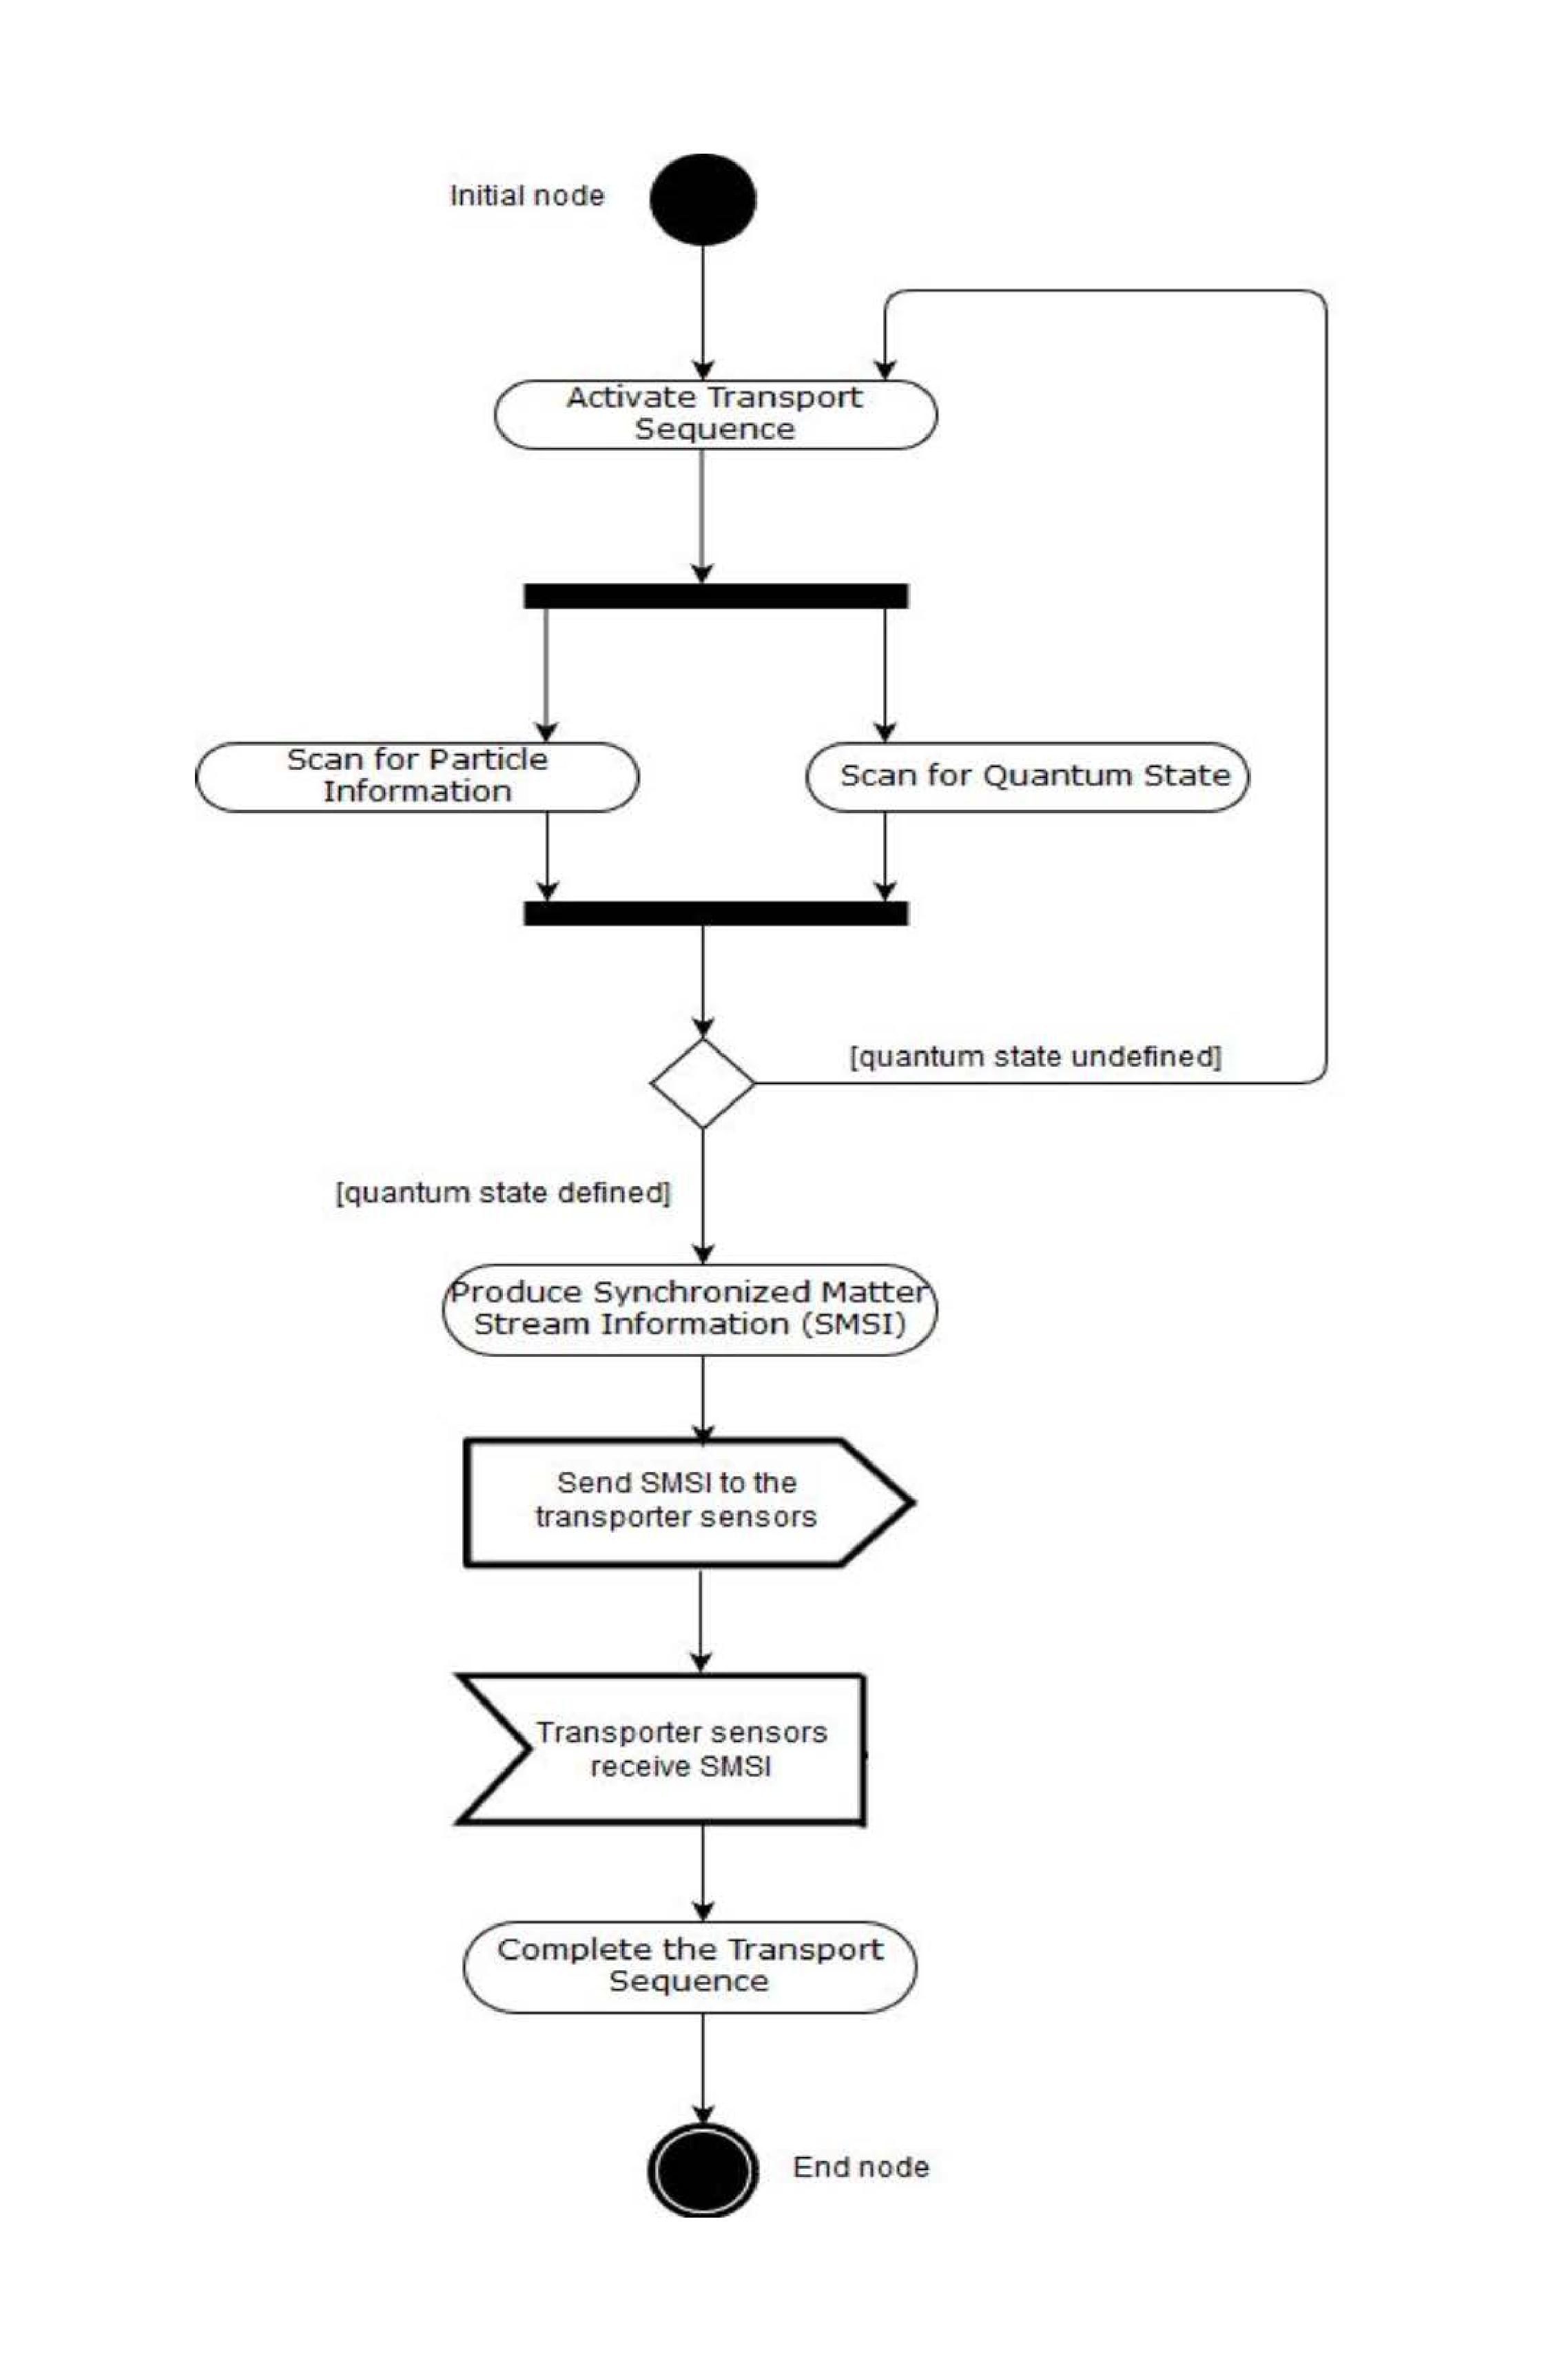 Initial node
Activate Transport
Sequence
Scan for Particle
Information
Scan for Quantum State
[quantum state undefined]
[quantum state defined]
Produce Synchronized Matter
Stream Information (SMSI)
Send SMSI to the
transporter sensors
Transporter sensors
receive SMSI
Complete the Transport
Sequence
End node